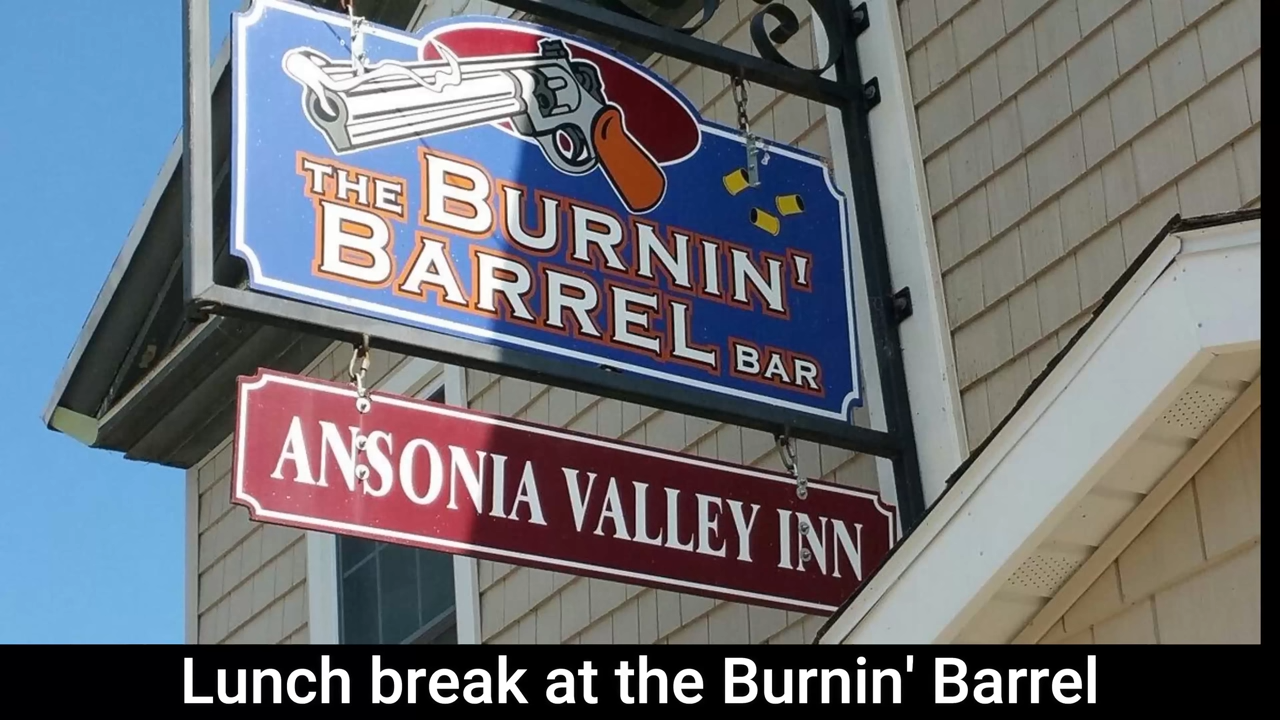 THE BURNIN'
BARREL BAR
ANSONIA VALLEY INN
Lunch break at the Burnin' Barrel